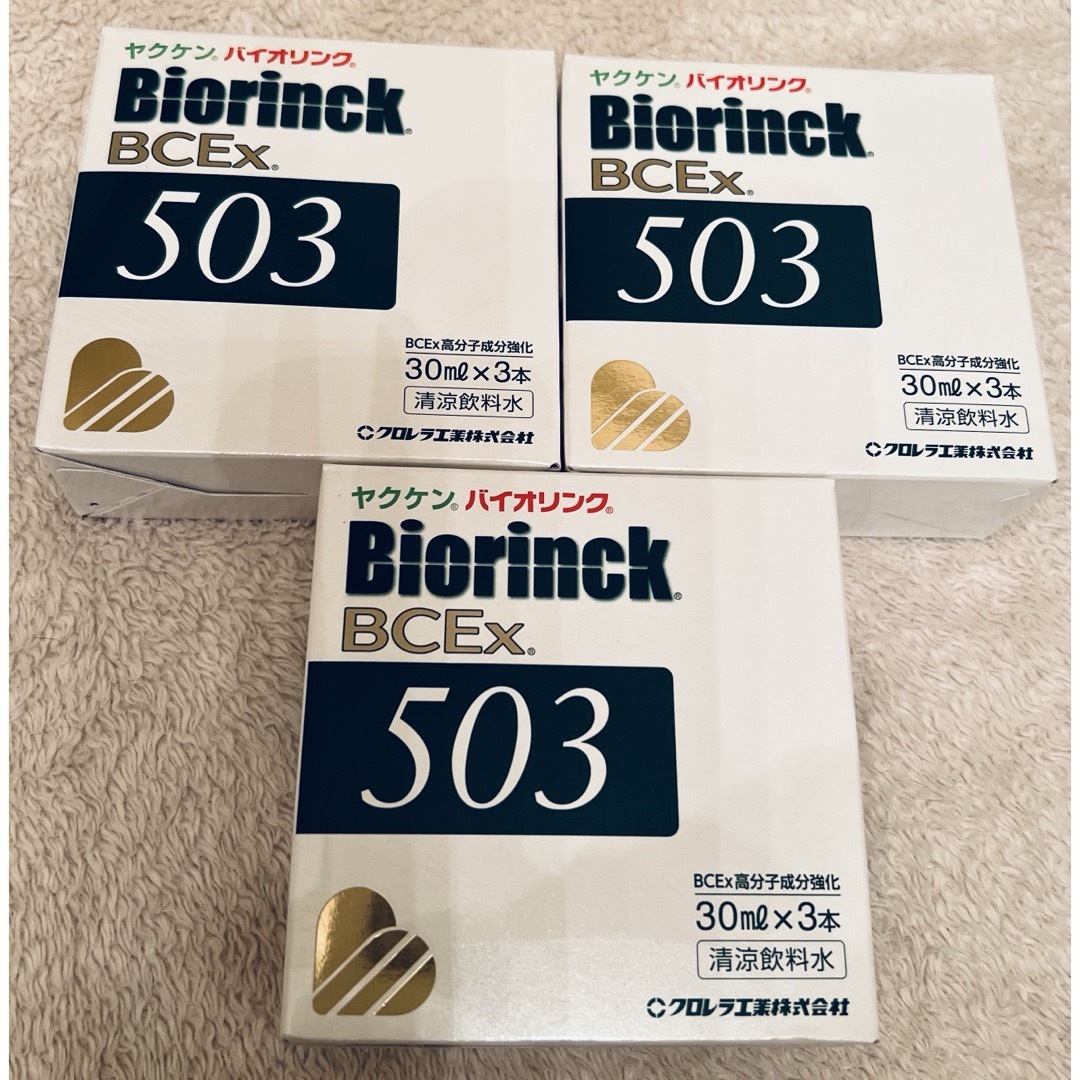 ヤクケン® バイオリンク®
Biorinck®
BCEx®
503
BCEx高分子成分強化
30mℓ×3本
清涼飲料水
クロレラ工業株式会社
ヤクケン® バイオリンク®
Biorinck®
BCEx®
503
BCEx高分子成分強化
30mℓ×3本
清涼飲料水
クロレラ工業株式会社
ヤクケン® バイオリンク®
Biorinck®
BCEx®
503
BCEx高分子成分強化
30mℓ×3本
清涼飲料水
クロレラ工業株式会社